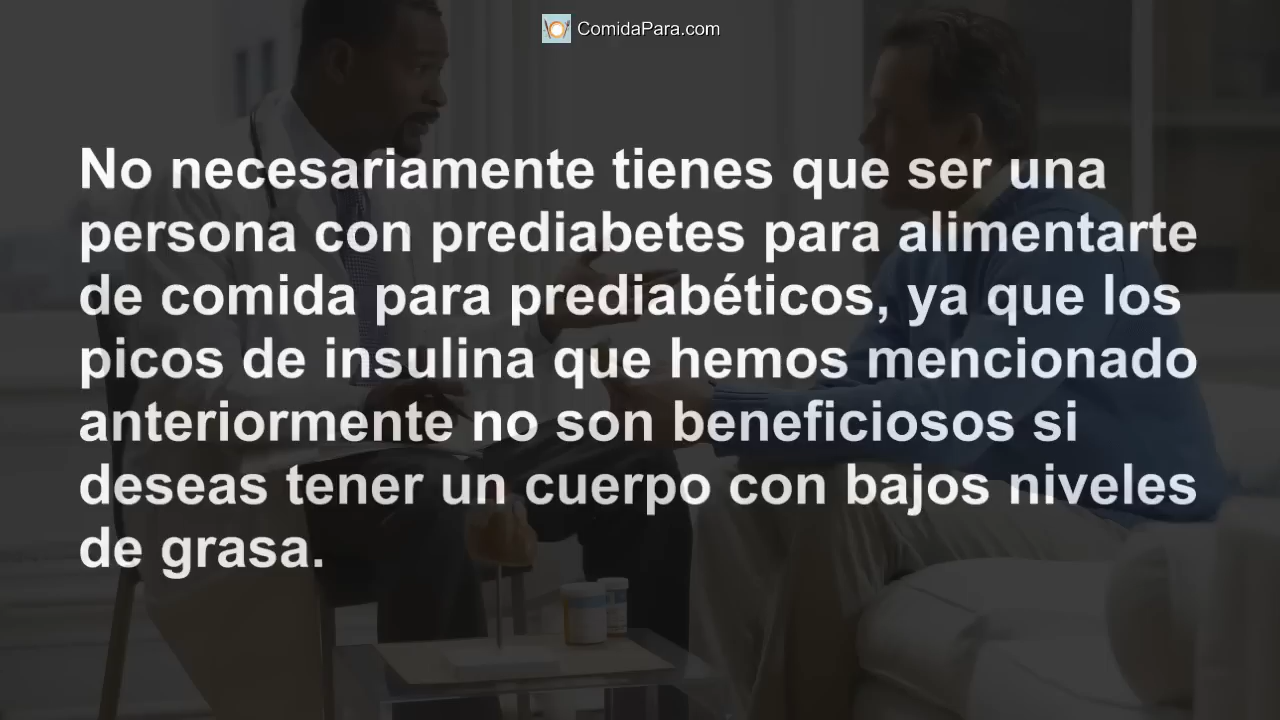 ComidaPara.com
No necesariamente tienes que ser una
persona con prediabetes para alimentarte
de comida para prediabéticos, ya que los
picos de insulina que hemos mencionado
anteriormente no son beneficiosos si
deseas tener un cuerpo con bajos niveles
de grasa.